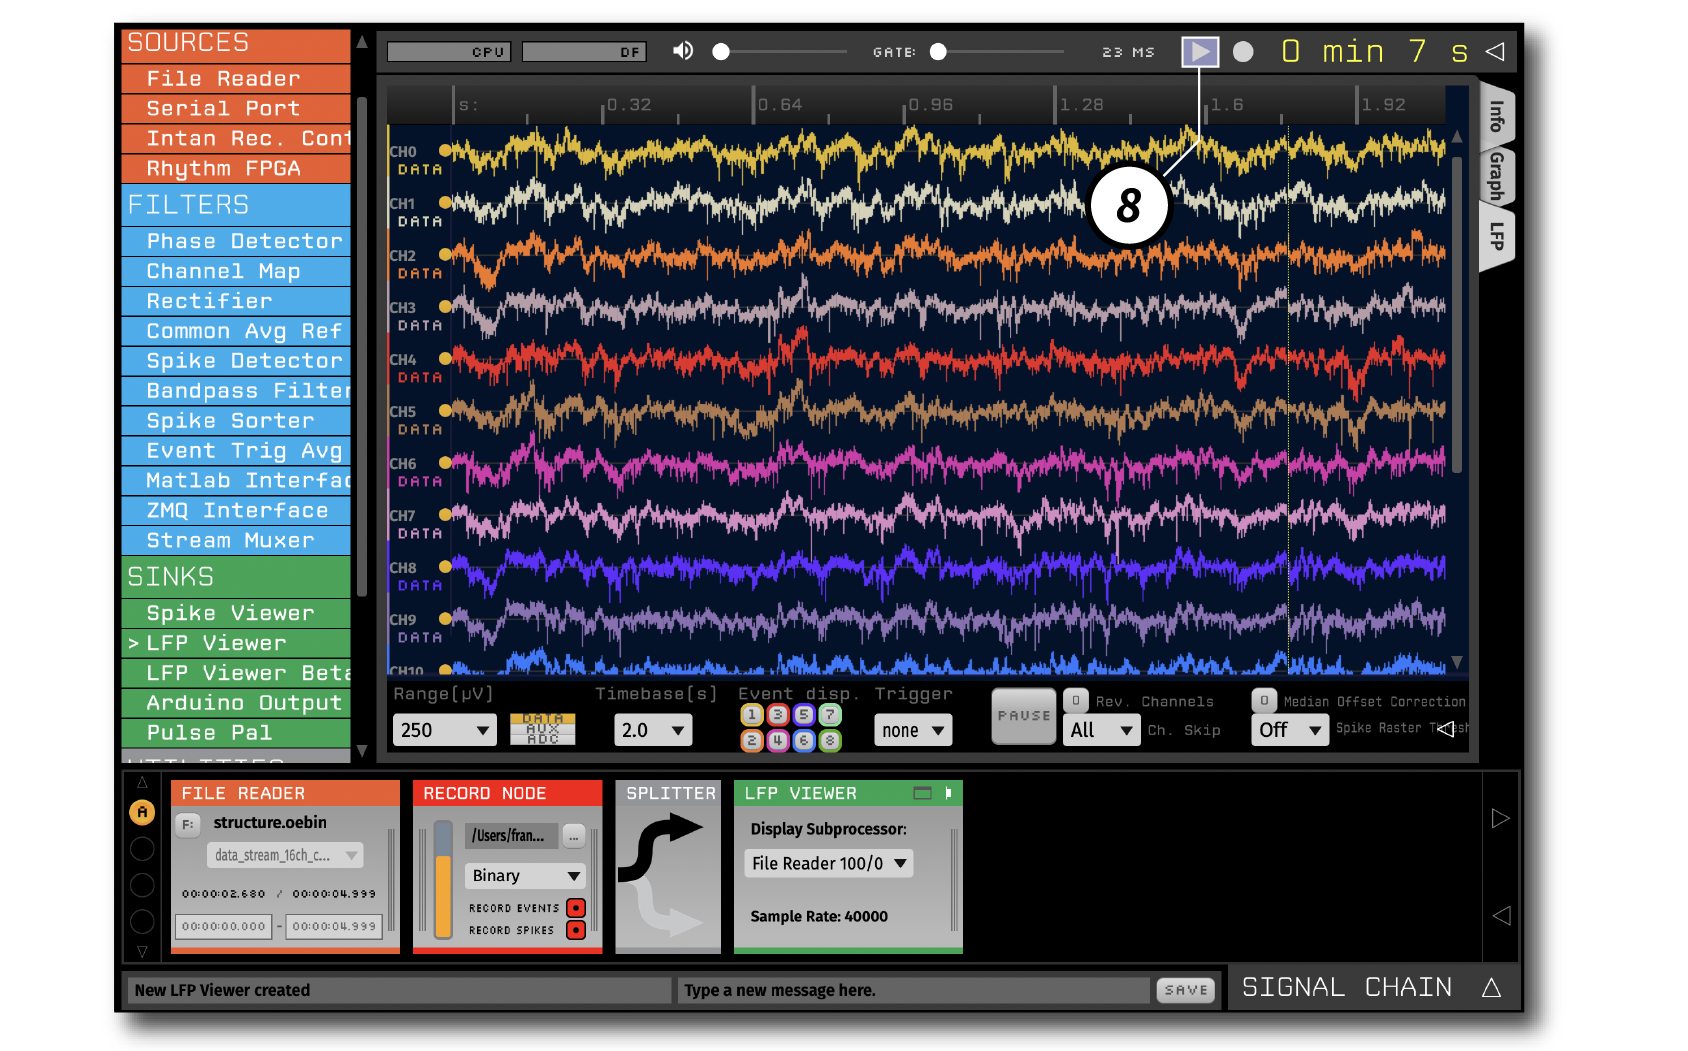 SOURCES
File Reader
Serial Port
Intan Rec. Cont
Rhythm FPGA
FILTERS
Phase Detector
Channel Map
Rectifier
Common Avg Ref
Spike Detector
Bandpass Filter
Spike Sorter
Event Trig Avg
Matlab Interfac
ZMQ Interface
Stream Muxer
SINKS
Spike Viewer
>LFP Viewer
LFP Viewer Beta
Arduino Output
Pulse Pal
UTILITIES
CPU DF GATE: 23 MS 0 min 7 s
s: 0.32 0.64 0.96 1.28 1.6 1.92
Info
Graph
LFP
8
CH0
DATA
CH1
DATA
CH2
DATA
CH3
DATA
CH4
DATA
CH5
DATA
CH6
DATA
CH7
DATA
CH8
DATA
CH9
DATA
CH10
Range(µV) Timebase(s) Event disp. Trigger
250
DATA
AUX
ADC
2.0
1 3 5 7
2 4 6 8
none
PAUSE
0 Rev. Channels
All Ch. Skip
0 Median Offset Correction
Off Spike Raster Thresh
A
FILE READER
F: structure.oebin
data_stream_16ch_c...
00:00:02.680 / 00:00:04.999
00:00:00.000 - 00:00:04.999
RECORD NODE
/Users/fran... ...
Binary
RECORD EVENTS
RECORD SPIKES
SPLITTER
LFP VIEWER
Display Subprocessor:
File Reader 100/0
Sample Rate: 40000
New LFP Viewer created
Type a new message here.
SAVE
SIGNAL CHAIN